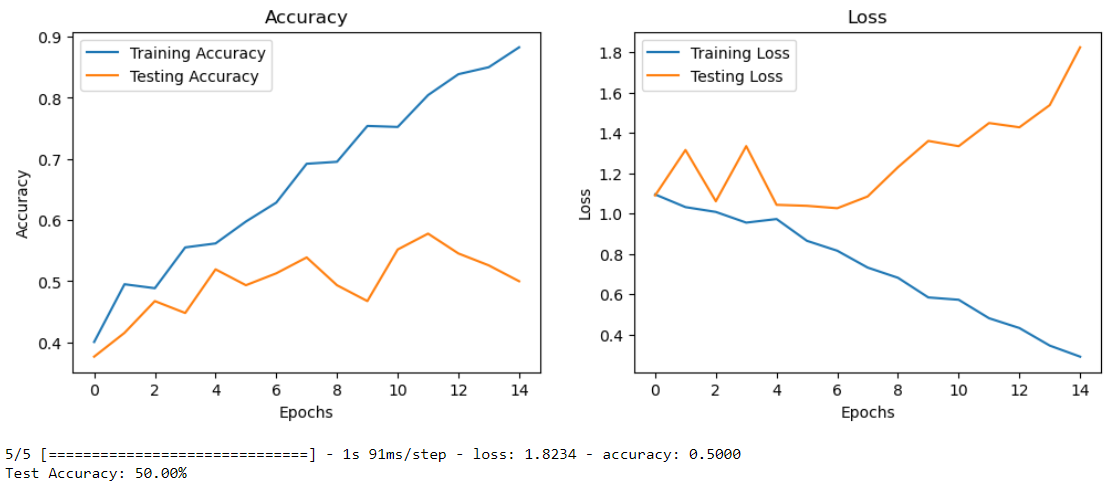 Accuracy
Loss
0.9
0.8
0.7
0.6
0.5
0.4
Accuracy
Training Accuracy
Testing Accuracy
0 2 4 6 8 10 12 14
Epochs
1.8
1.6
1.4
1.2
1.0
0.8
0.6
0.4
Loss
Training Loss
Testing Loss
0 2 4 6 8 10 12 14
Epochs
5/5 [==============================] - 1s 91ms/step - loss: 1.8234 - accuracy: 0.5000
Test Accuracy: 50.00%